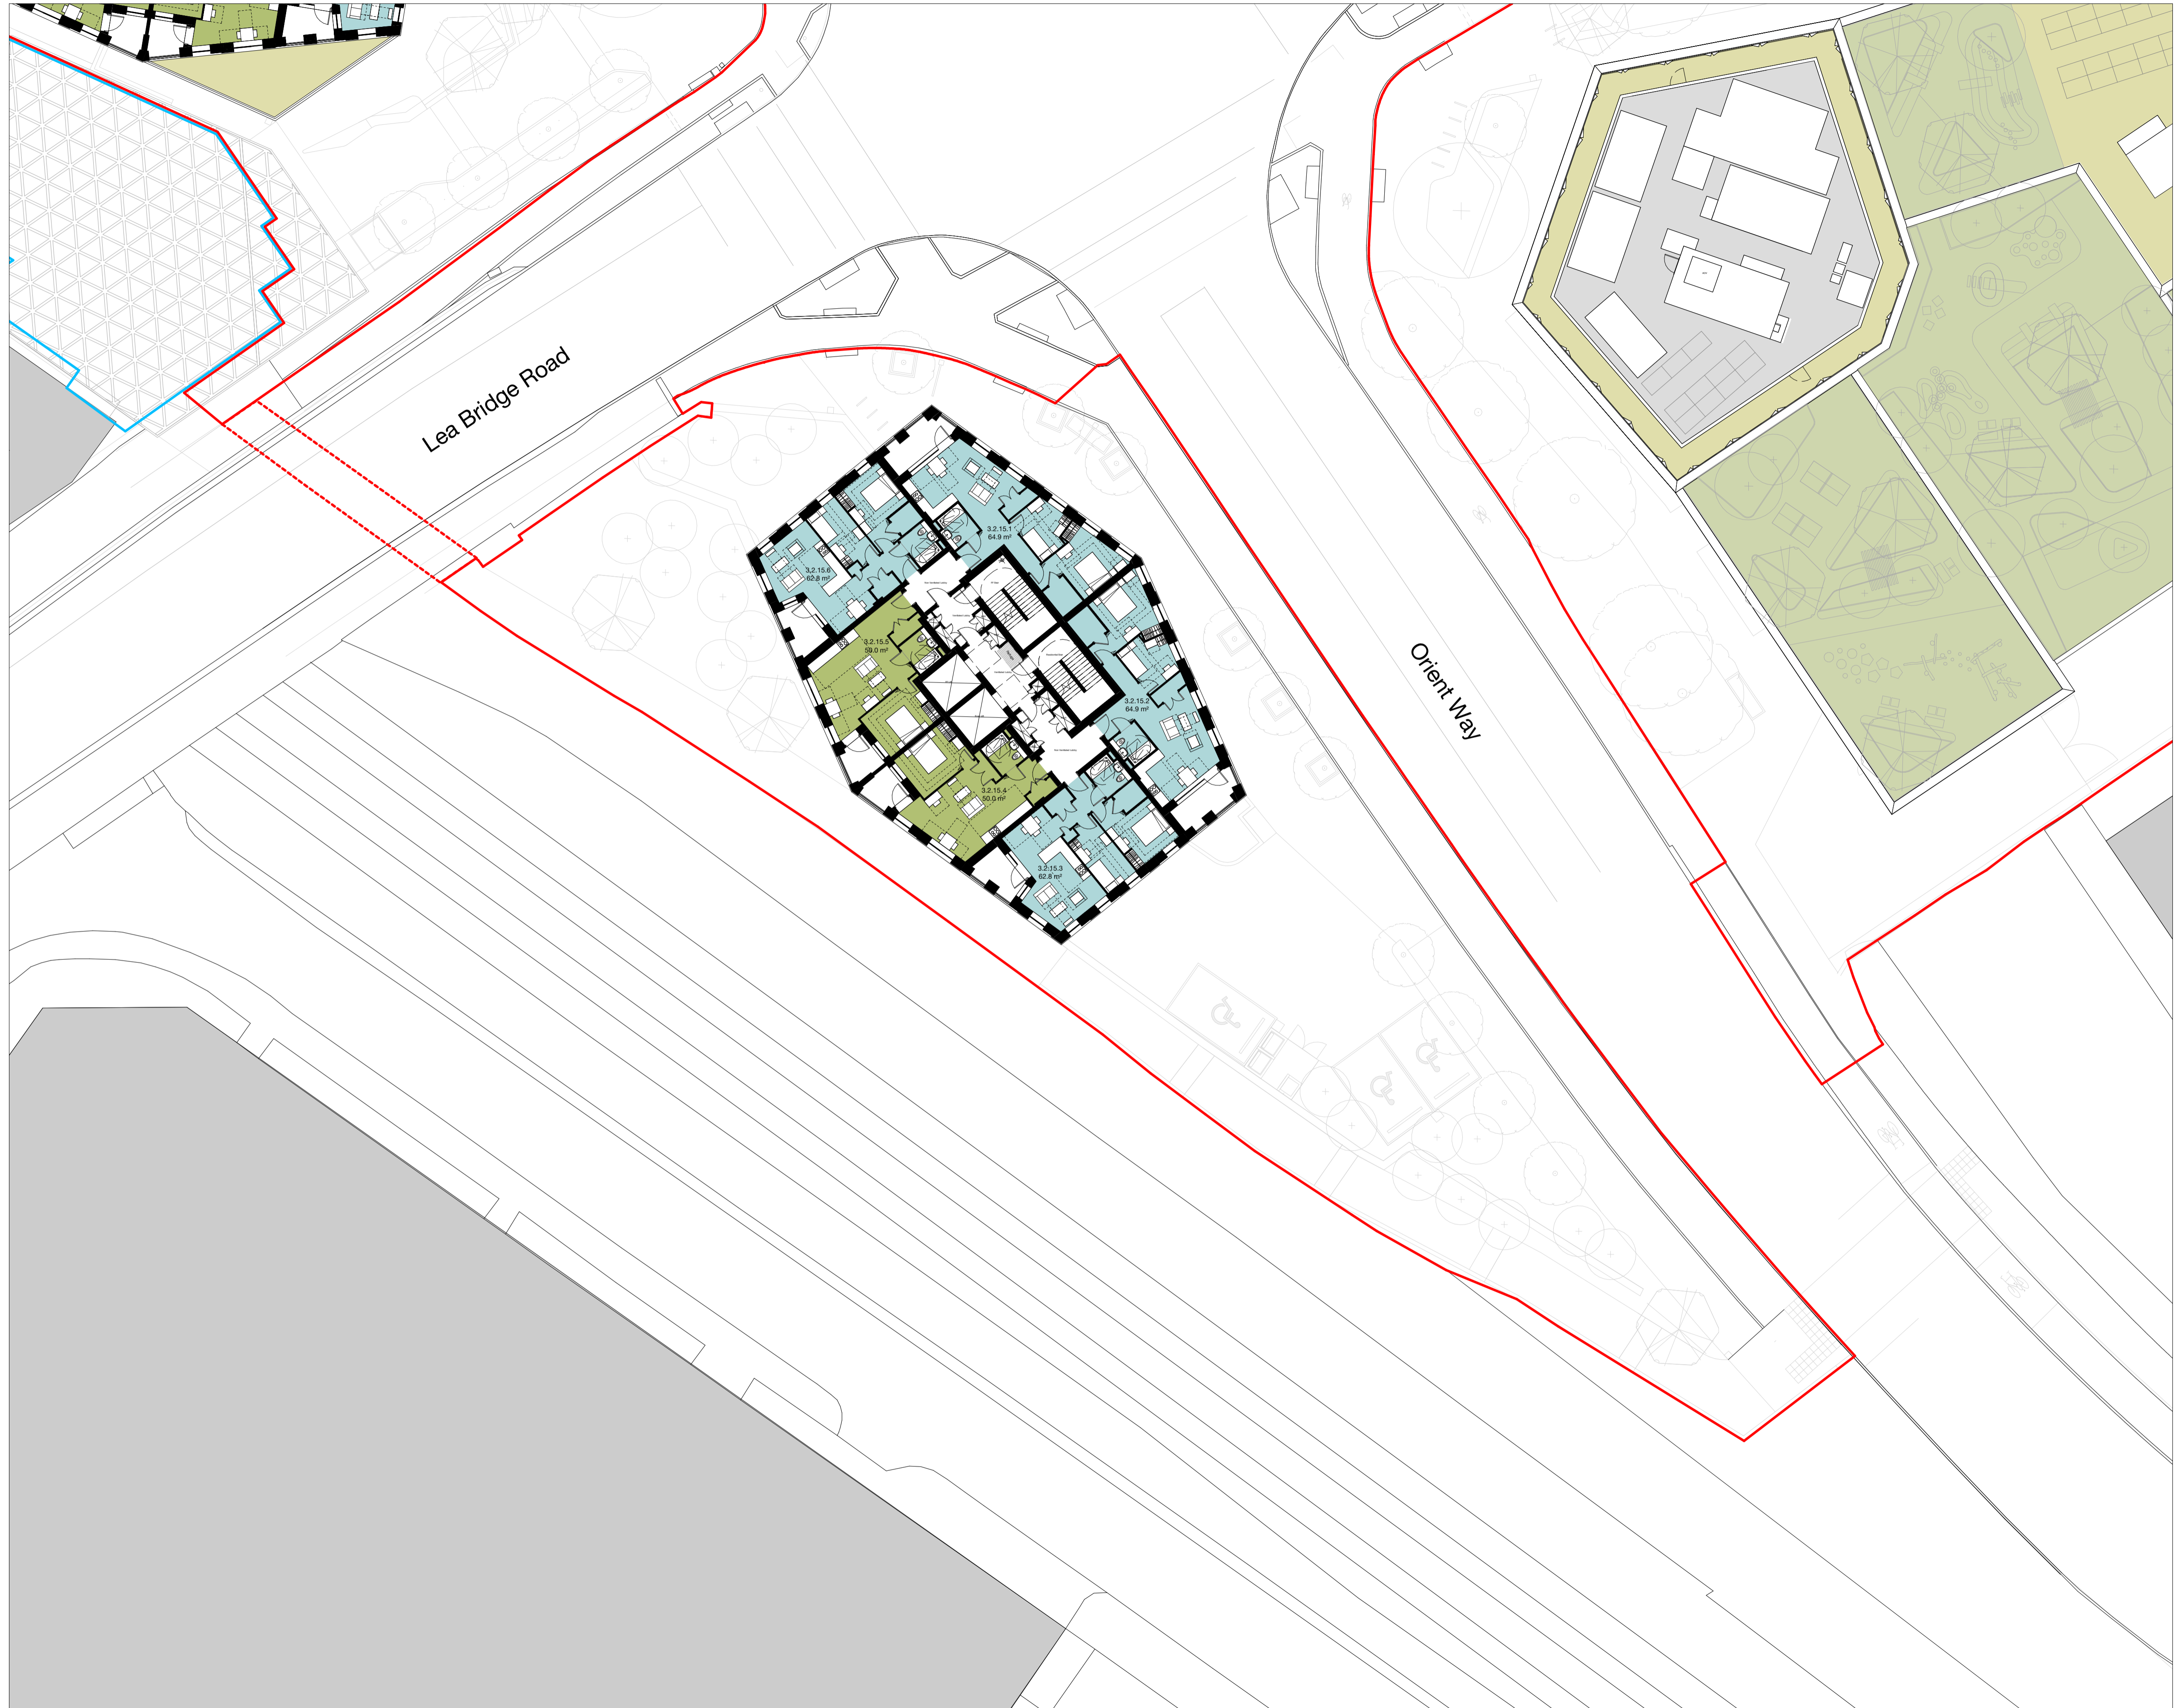 Lea Bridge Road
3.2.15.1
64.9 m²
3.2.15.6
62.8 m²
3.2.15.5
50.0 m²
Orient Way
3.2.15.2
64.9 m²
3.2.15.4
50.0 m²
3.2.15.3
62.8 m²